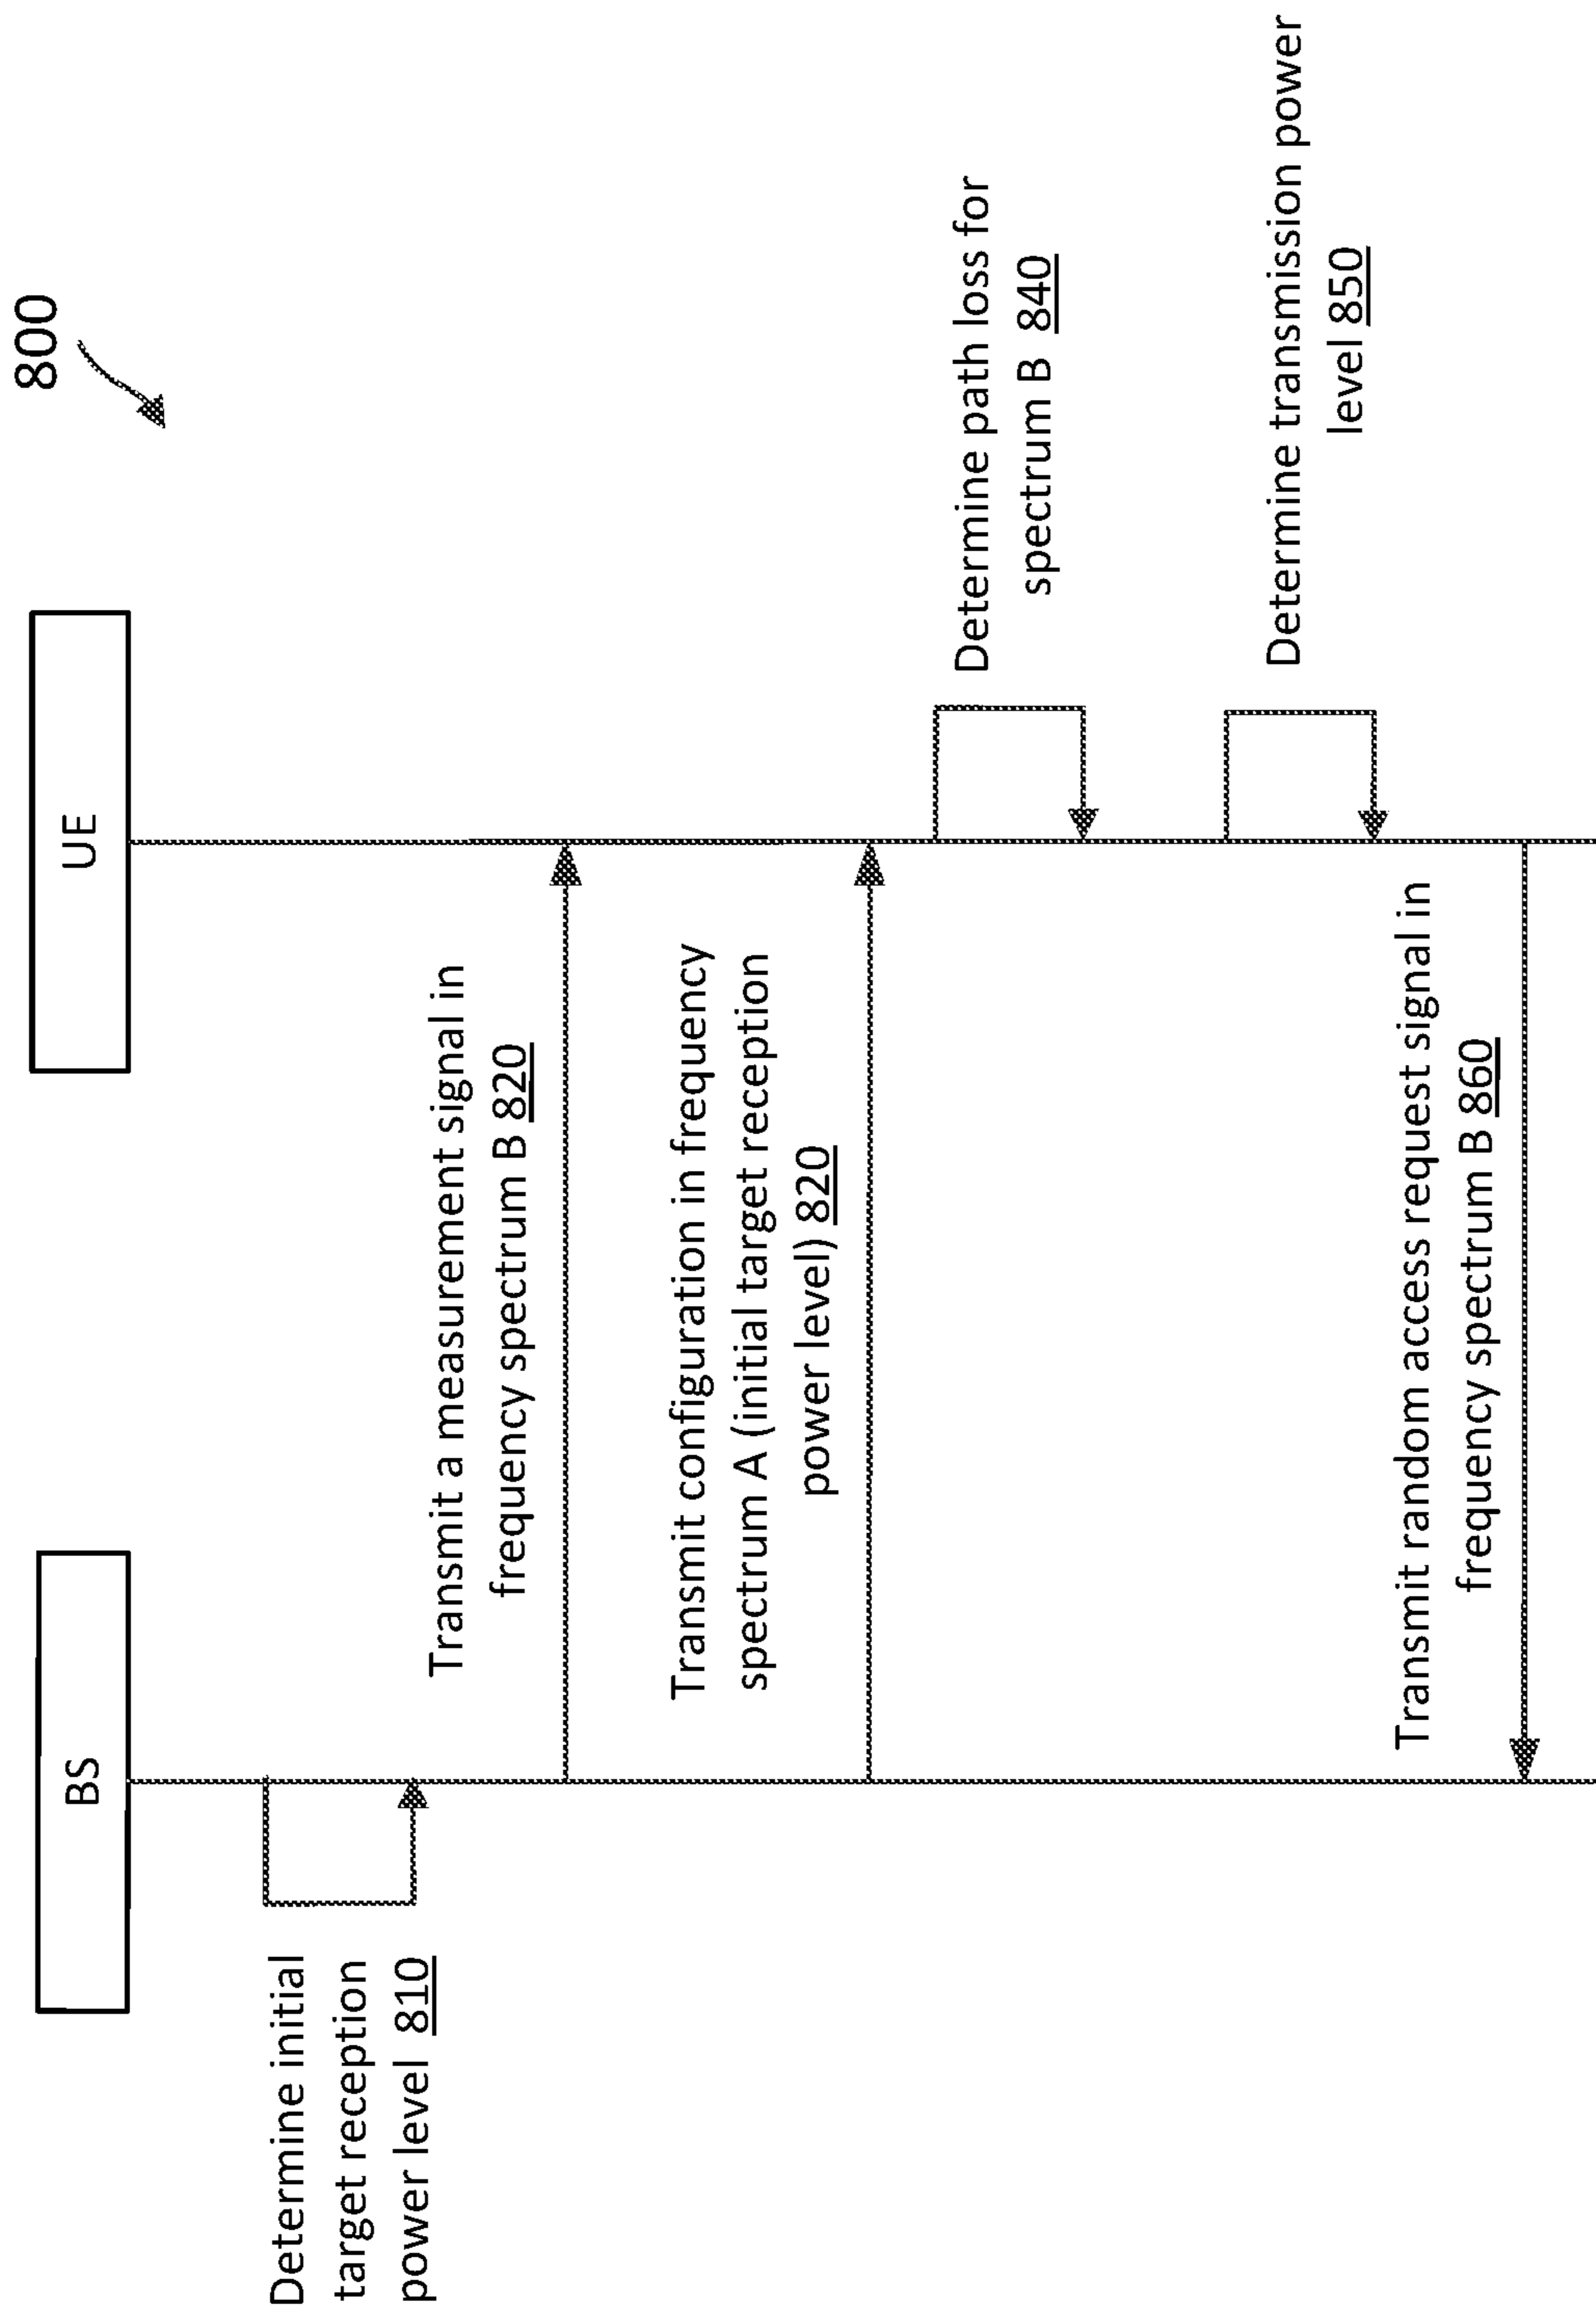 800
BS
UE
Determine initial
target reception
power level 810
Transmit a measurement signal in
frequency spectrum B 820
Transmit configuration in frequency
spectrum A (initial target reception
power level) 820
Determine path loss for
spectrum B 840
Determine transmission power
level 850
Transmit random access request signal in
frequency spectrum B 860